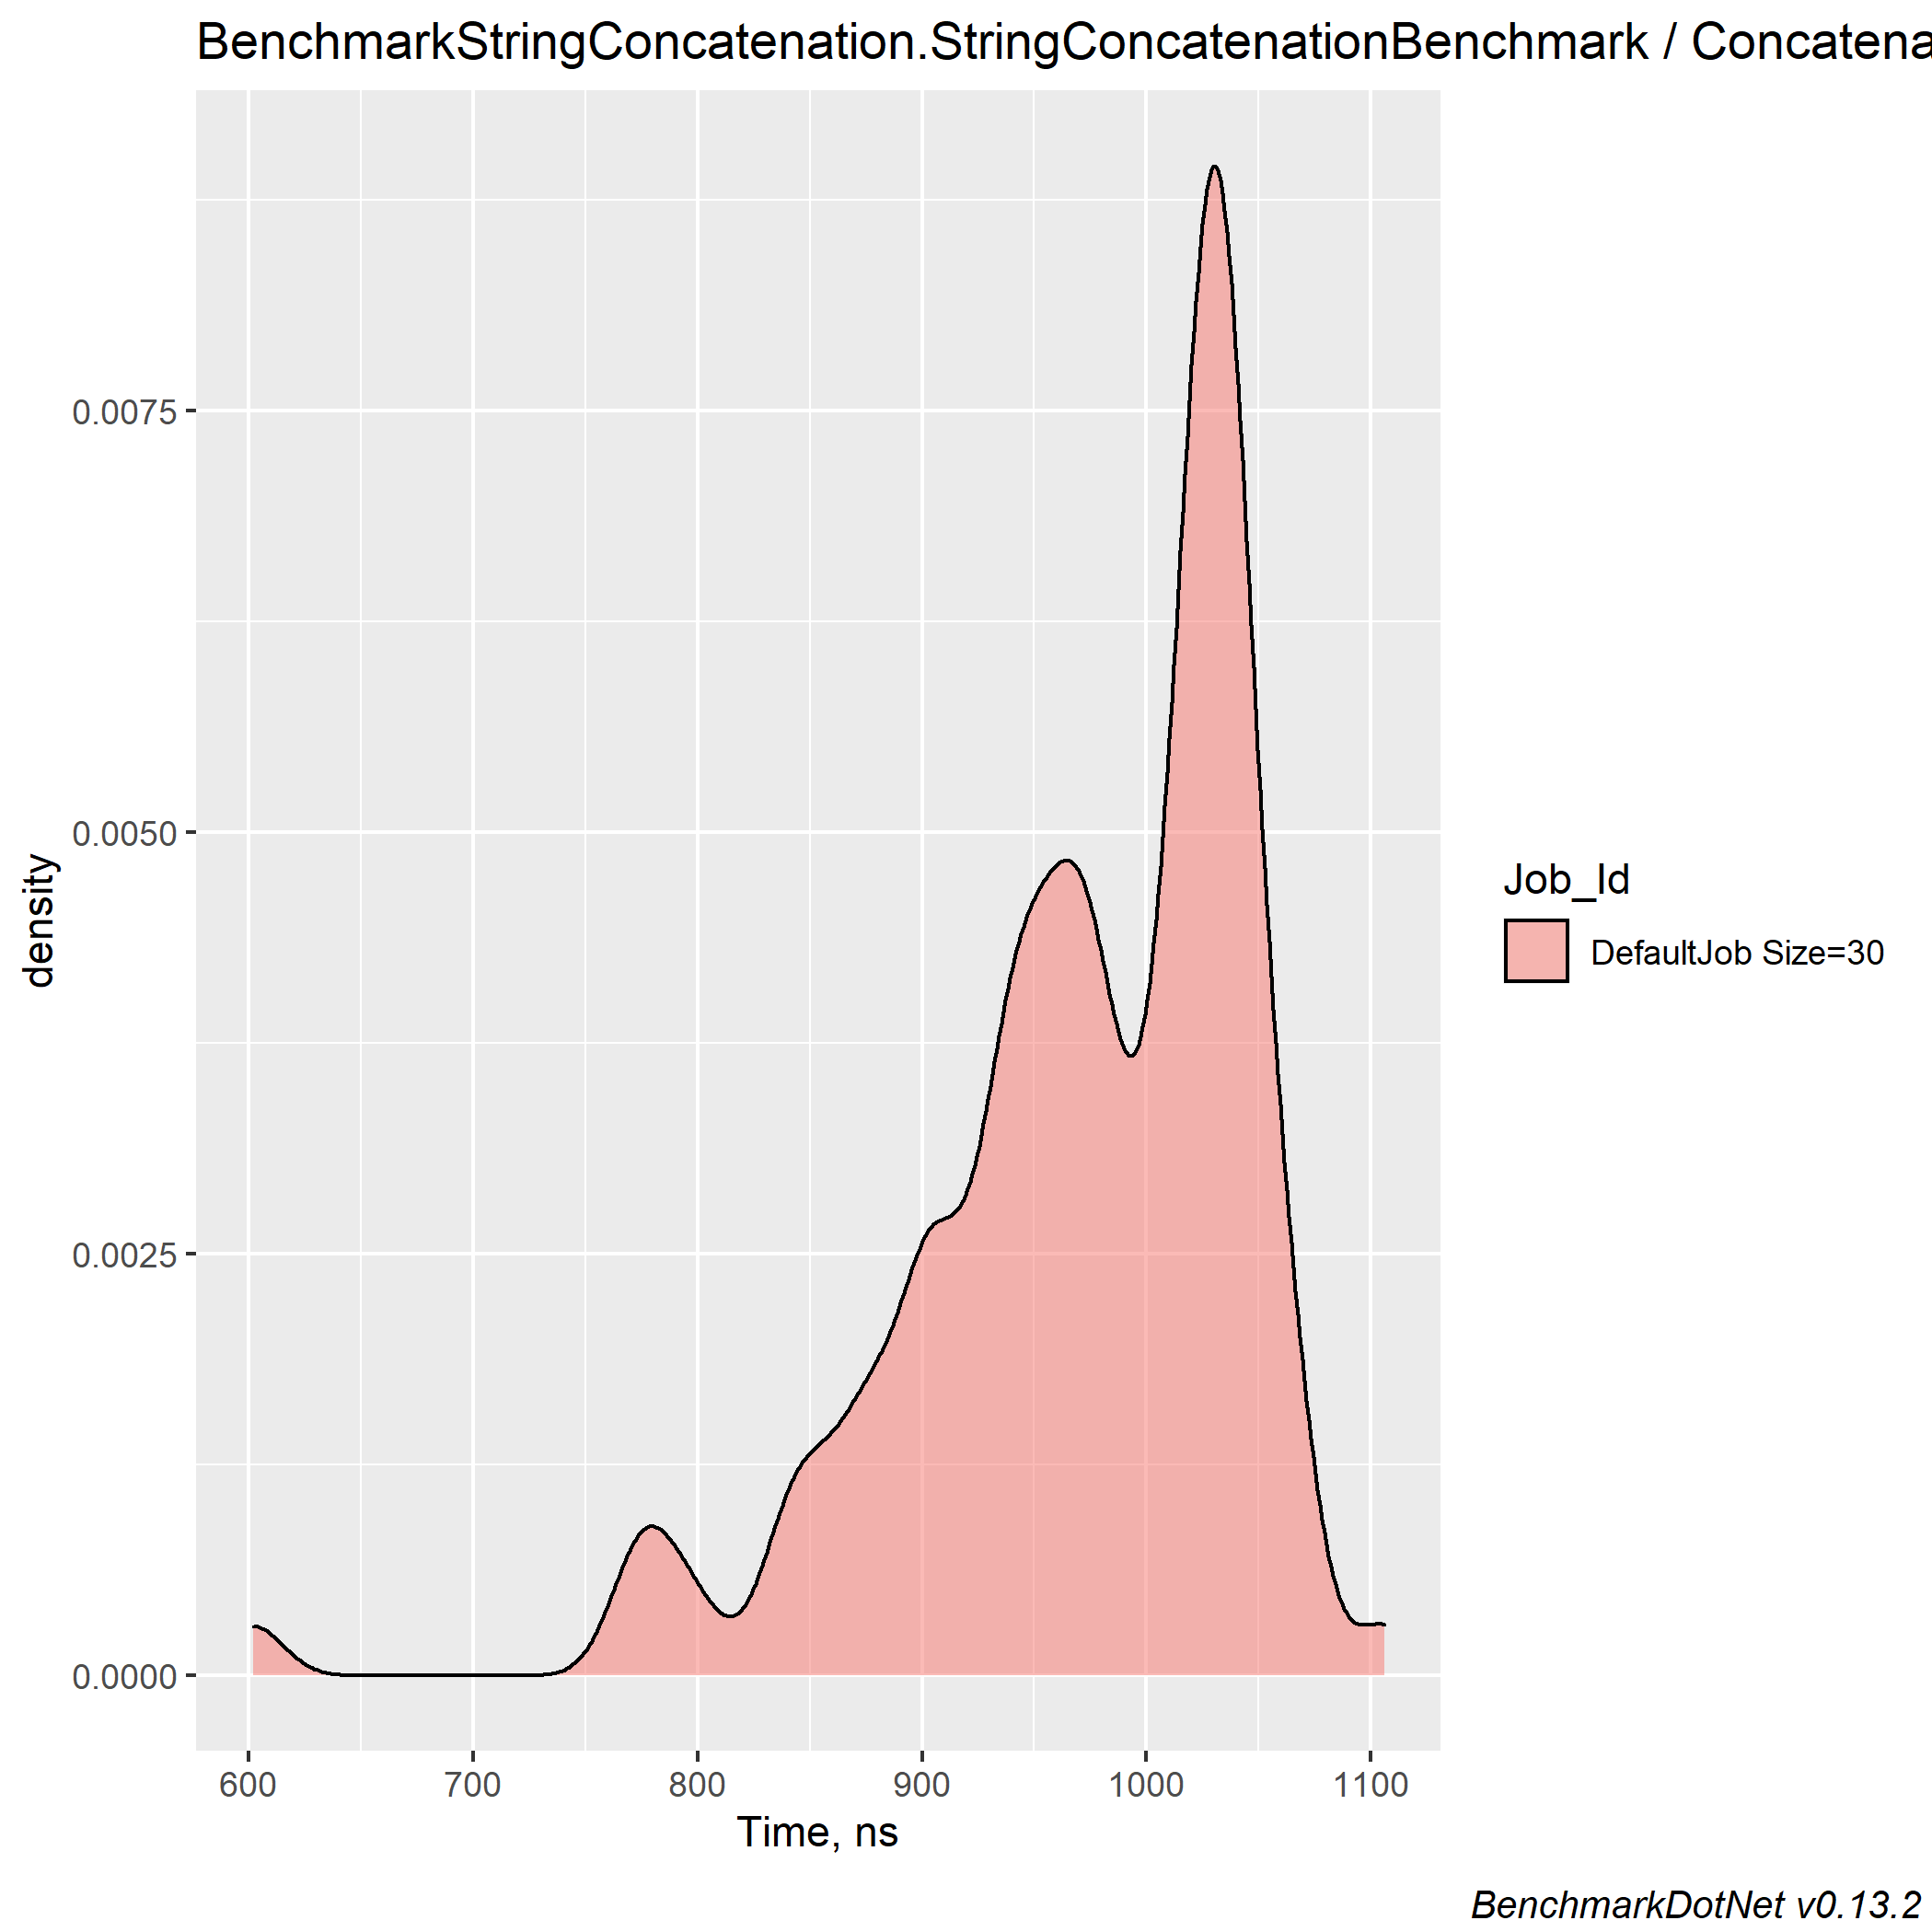 BenchmarkStringConcatenation.StringConcatenationBenchmark / Concatena
0.0075
0.0050
0.0025
0.0000
density
600 700 800 900 1000 1100
Time, ns
Job_Id
DefaultJob Size=30
BenchmarkDotNet v0.13.2